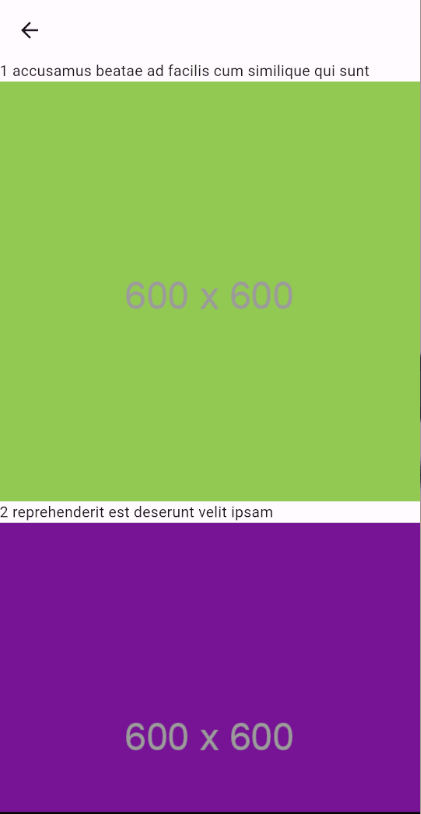 1 accusamus beatae ad facilis cum similique qui sunt
600 x 600
2 reprehenderit est deserunt velit ipsam
600 x 600